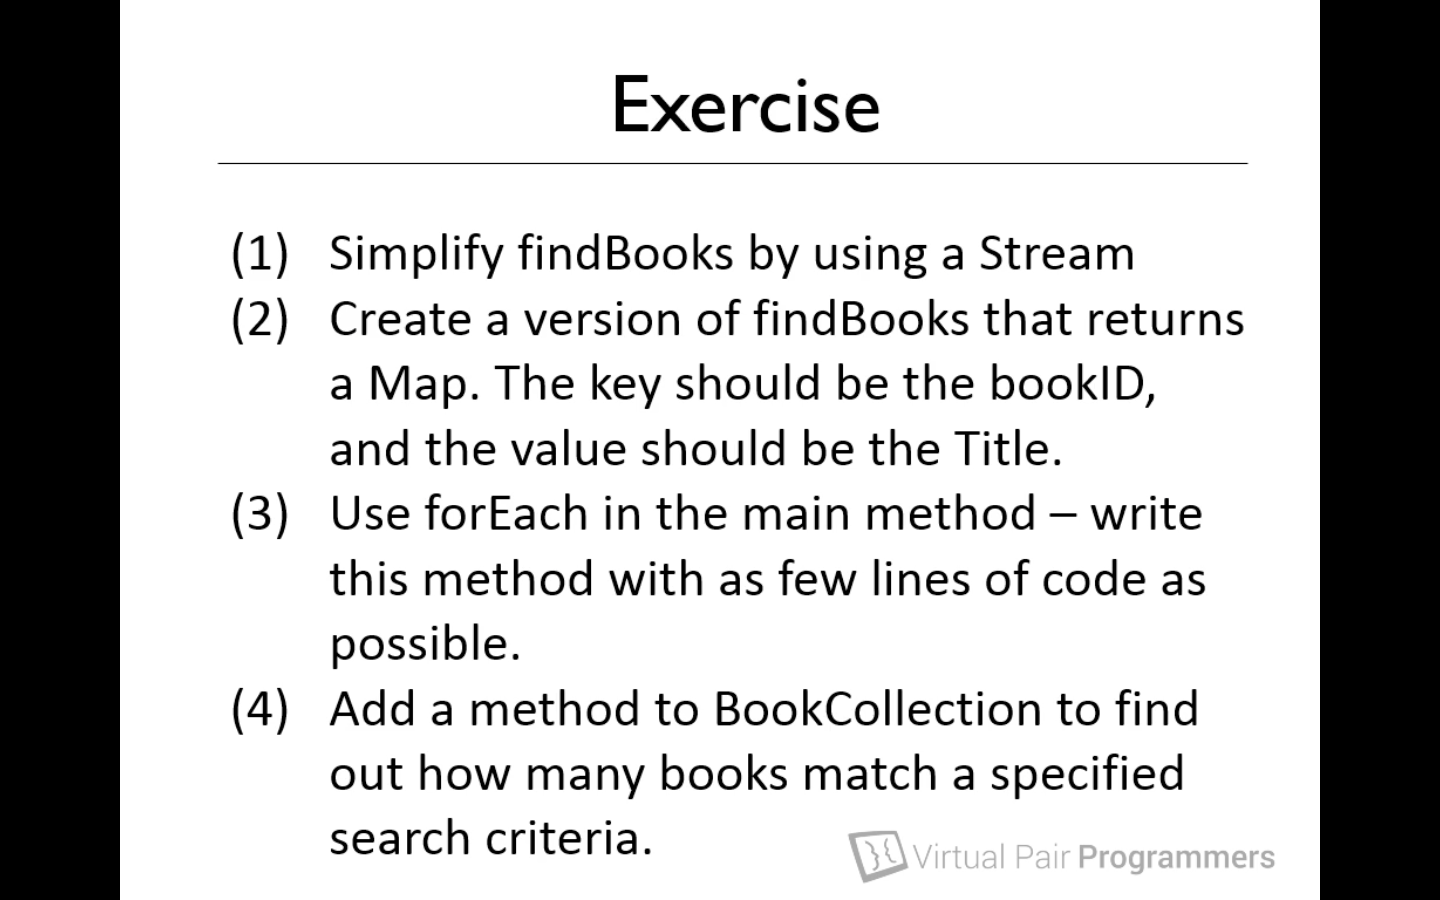 Exercise
(1) Simplify findBooks by using a Stream
(2) Create a version of findBooks that returns
a Map. The key should be the bookID,
and the value should be the Title.
(3) Use forEach in the main method – write
this method with as few lines of code as
possible.
(4) Add a method to BookCollection to find
out how many books match a specified
search criteria.
Virtual Pair Programmers